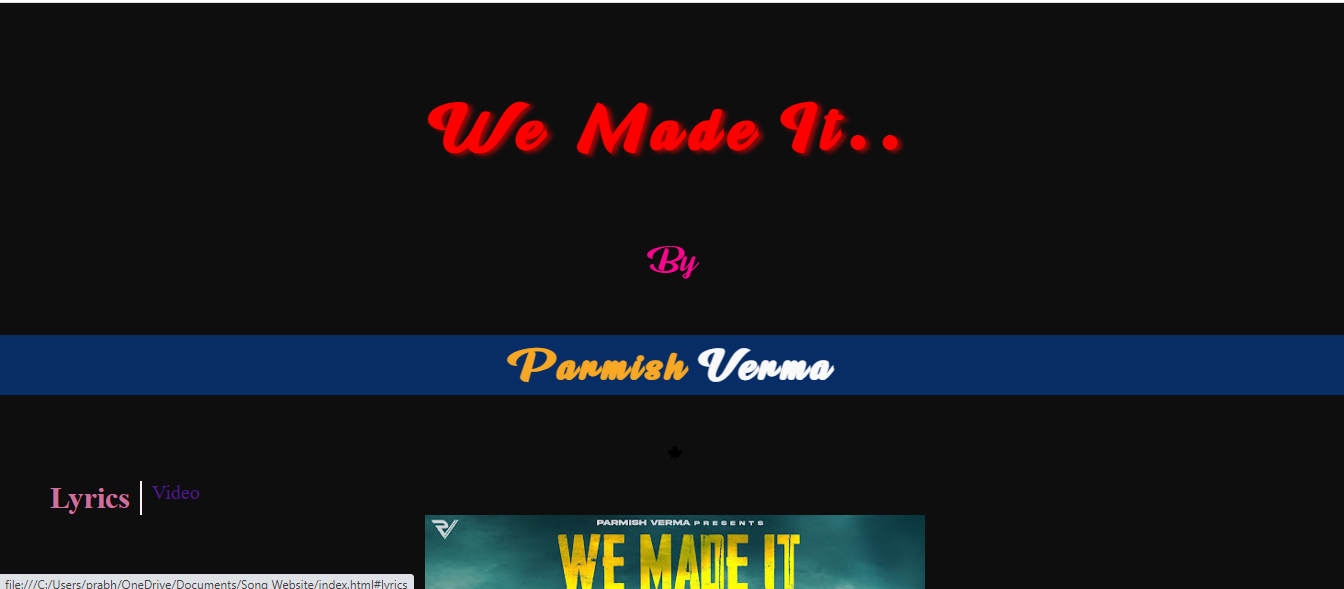 We Made It..
By
Parmish Verma
Lyrics Video
PARMISH VERMA PRESENTS
WE MADE IT
file:///C:/Users/prabh/OneDrive/Documents/Song Website/index.html#lyrics